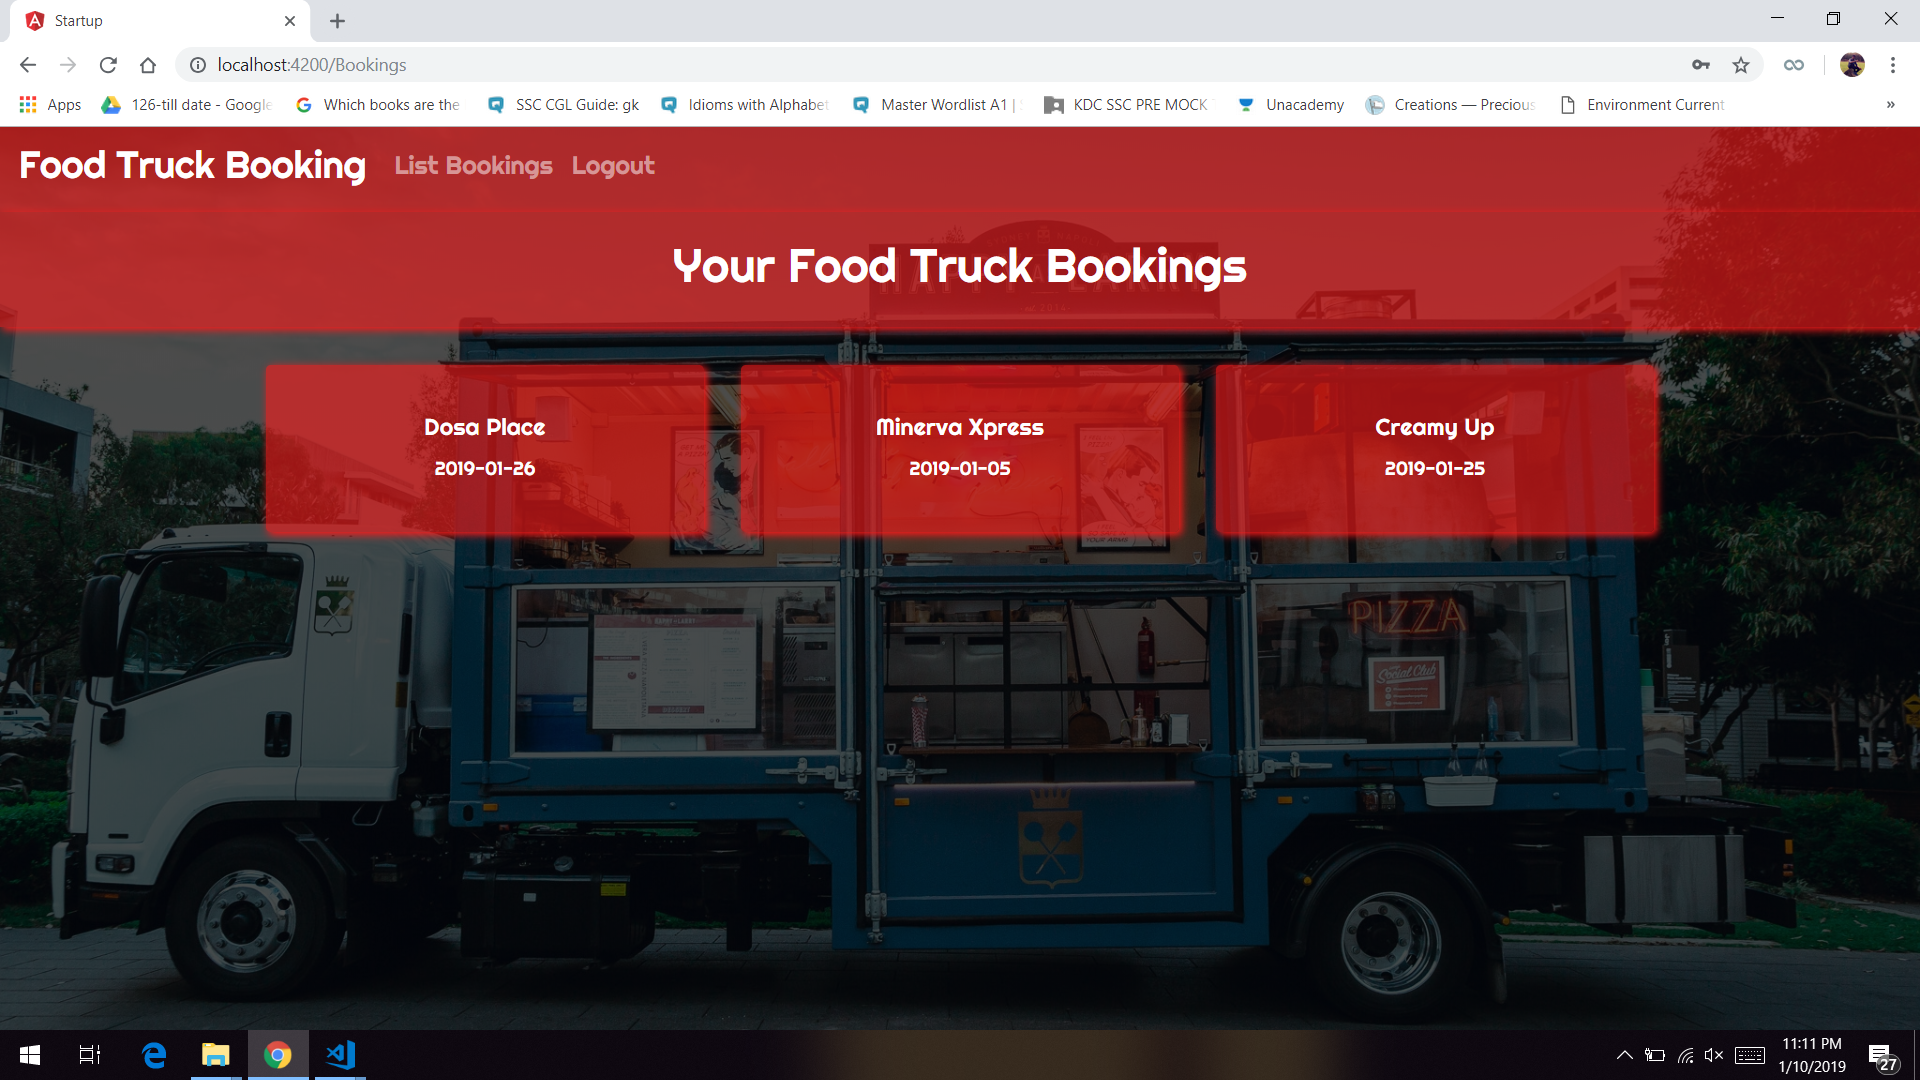 Startup
localhost:4200/Bookings
Apps
126-till date - Google
Which books are the
SSC CGL Guide: gk
Idioms with Alphabet
Master Wordlist A1 |
KDC SSC PRE MOCK
Unacademy
Creations — Precious
Environment Current
»
Food Truck Booking
List Bookings
Logout
Your Food Truck Bookings
Dosa Place
2019-01-26
Minerva Xpress
2019-01-05
Creamy Up
2019-01-25
PIZZA
Social Club
11:11 PM
1/10/2019
27